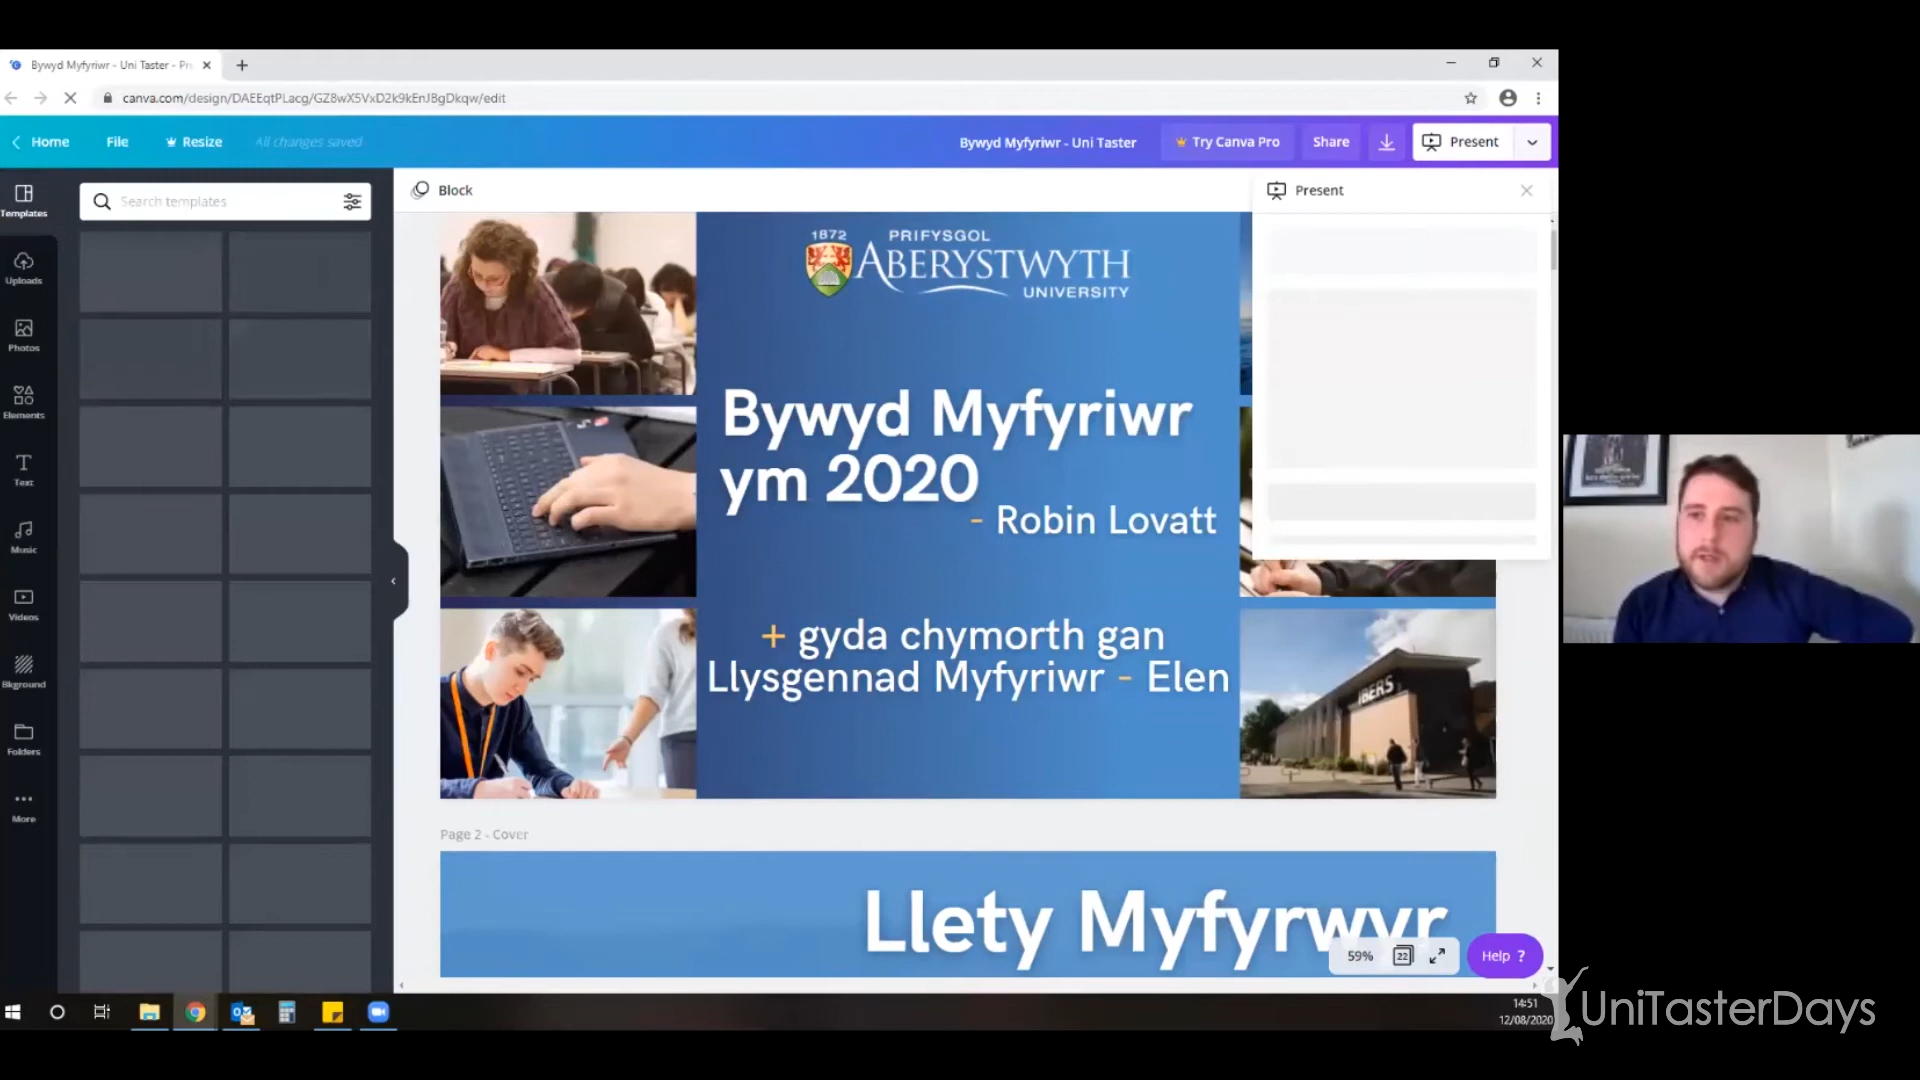 Bywyd Myfyriwr - Uni Taster - Pr
canva.com/design/DAEEqtPLacg/GZ8wX5VxD2k9kEnJBgDkqw/edit
Home
File
Resize
All changes saved
Bywyd Myfyriwr - Uni Taster
Try Canva Pro
Share
Present
Templates
Search templates
Block
Present
Uploads
Photos
Elements
Text
Music
Videos
Bkground
Folders
More
1872
PRIFYSGOL
ABERYSTWYTH
UNIVERSITY
Bywyd Myfyriwr
ym 2020
- Robin Lovatt
+ gyda chymorth gan
Llysgennad Myfyriwr - Elen
IBERS
Page 2 - Cover
Llety Myfyrwyr
59%
22
Help ?
14:51
12/08/2020
UniTasterDays